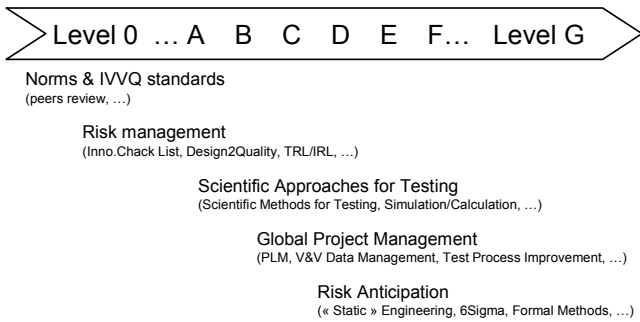 Level 0 … A B C D E F… Level G
Norms & IVVQ standards
(peers review, …)
Risk management
(Inno.Chack List, Design2Quality, TRL/IRL, …)
Scientific Approaches for Testing
(Scientific Methods for Testing, Simulation/Calculation, …)
Global Project Management
(PLM, V&V Data Management, Test Process Improvement, …)
Risk Anticipation
(« Static » Engineering, 6Sigma, Formal Methods, …)